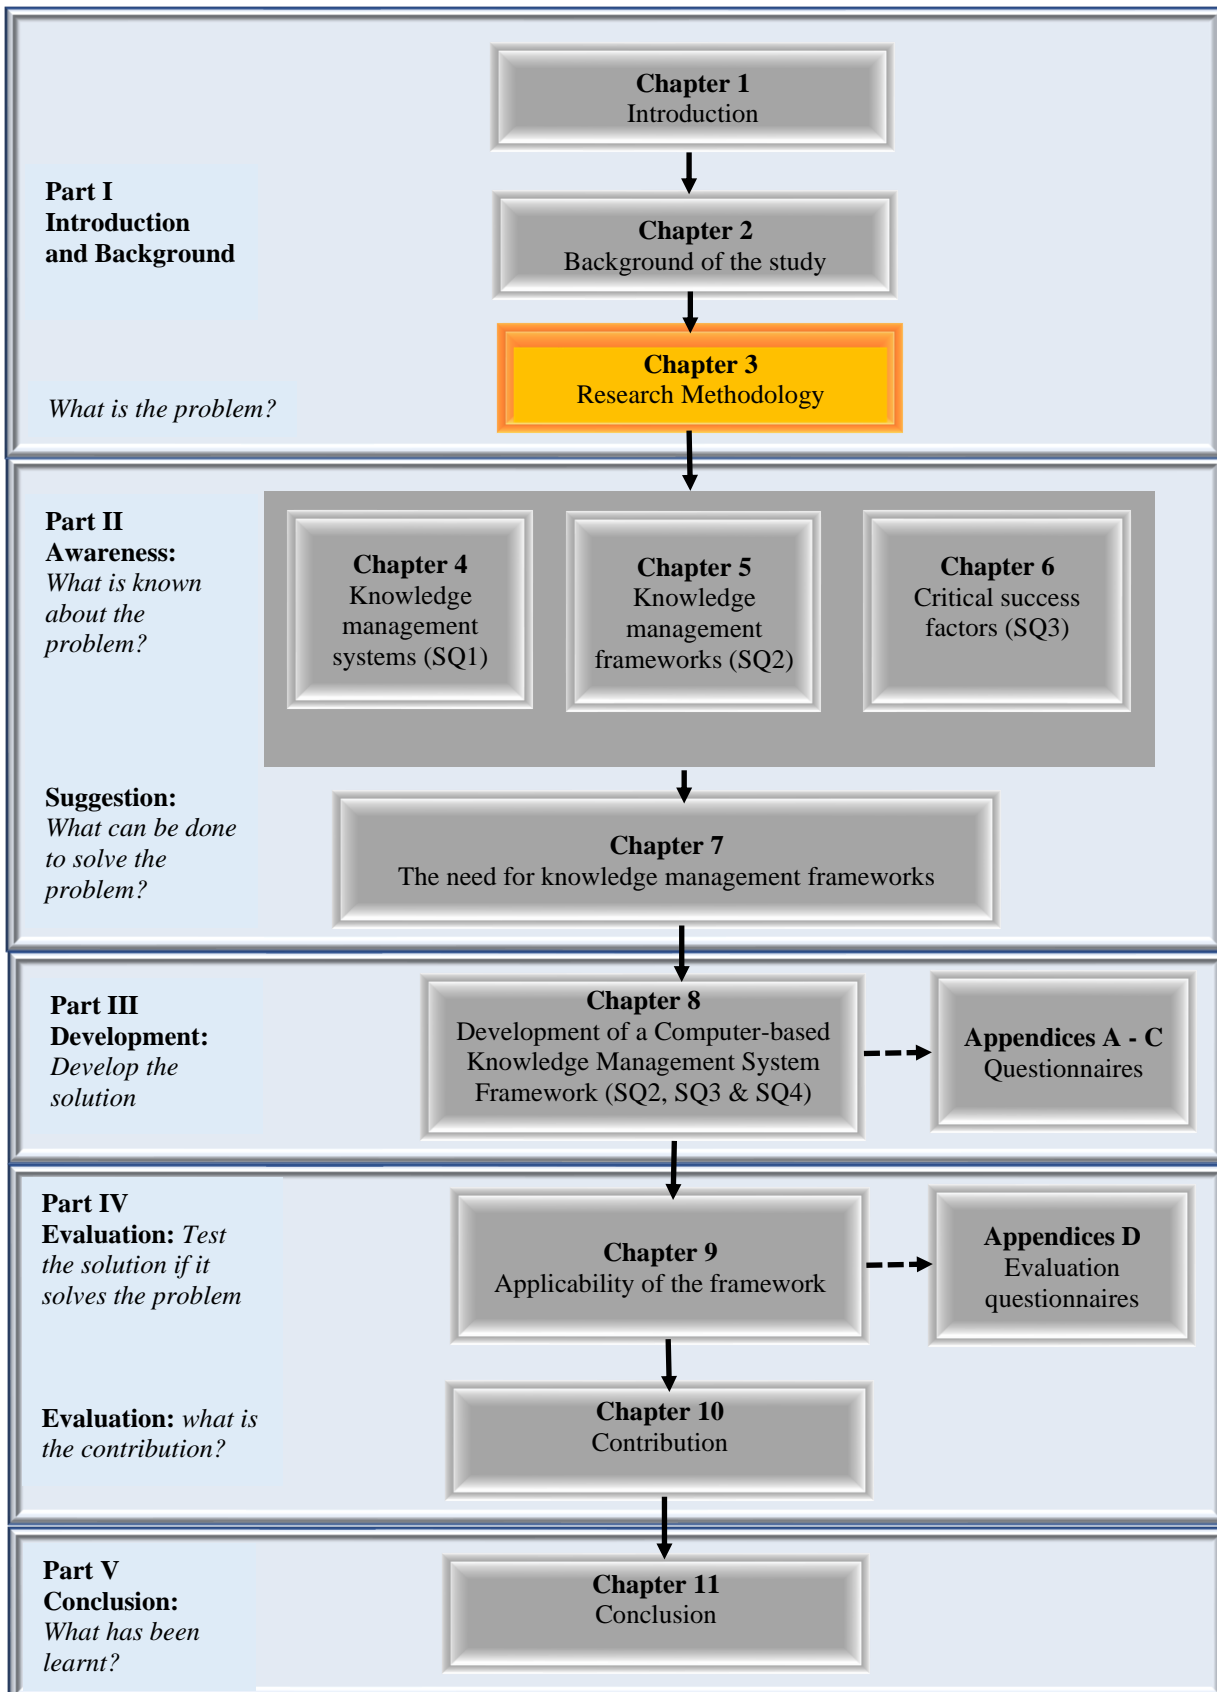 Chapter 1
Introduction
Part I
Introduction
and Background
Chapter 2
Background of the study
Chapter 3
Research Methodology
What is the problem?
Part II
Awareness:
What is known
about the
problem?
Chapter 4
Knowledge
management
systems (SQ1)
Chapter 5
Knowledge
management
frameworks (SQ2)
Chapter 6
Critical success
factors (SQ3)
Suggestion:
What can be done
to solve the
problem?
Chapter 7
The need for knowledge management frameworks
Part III
Development:
Develop the
solution
Chapter 8
Development of a Computer-based
Knowledge Management System
Framework (SQ2, SQ3 & SQ4)
Appendices A - C
Questionnaires
Part IV
Evaluation: Test
the solution if it
solves the problem
Chapter 9
Applicability of the framework
Appendices D
Evaluation
questionnaires
Evaluation: what is
the contribution?
Chapter 10
Contribution
Part V
Conclusion:
What has been
learnt?
Chapter 11
Conclusion